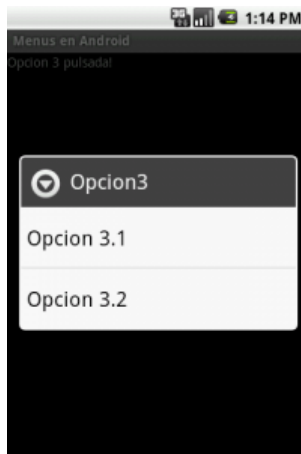 1:14 PM
Menus en Android
Opcion 3 pulsada!
Opcion3
Opcion 3.1
Opcion 3.2